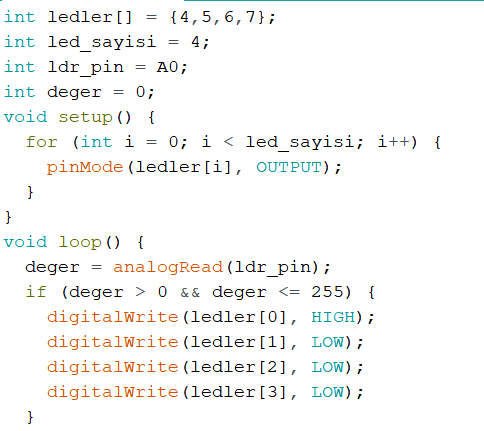 int ledler[] = {4,5,6,7};
int led_sayisi = 4;
int ldr_pin = A0;
int deger = 0;
void setup() {
  for (int i = 0; i < led_sayisi; i++) {
    pinMode(ledler[i], OUTPUT);
  }
}
void loop() {
  deger = analogRead(ldr_pin);
  if (deger > 0 && deger <= 255) {
    digitalWrite(ledler[0], HIGH);
    digitalWrite(ledler[1], LOW);
    digitalWrite(ledler[2], LOW);
    digitalWrite(ledler[3], LOW);
  }